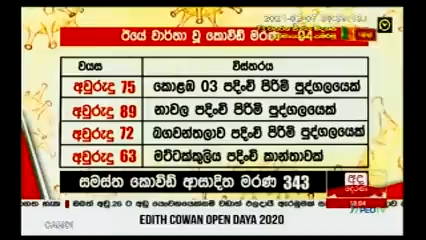 ඊයේ වාර්තා වූ කොවිඩ් මරණ 04
වයස විස්තරය
අවුරුදු 75 කොළඹ 03 පදිංචි පිරිමි පුද්ගලයෙක්
අවුරුදු 89 නාවල පදිංචි පිරිමි පුද්ගලයෙක්
අවුරුදු 72 බගවන්තලාව පදිංචි පිරිමි පුද්ගලයෙක්
අවුරුදු 63 මට්ටක්කුලිය පදිංචි කාන්තාවක්
සමස්ත කොවිඩ් ආසාදිත මරණ 343
EDITH COWAN OPEN DAYA 2020